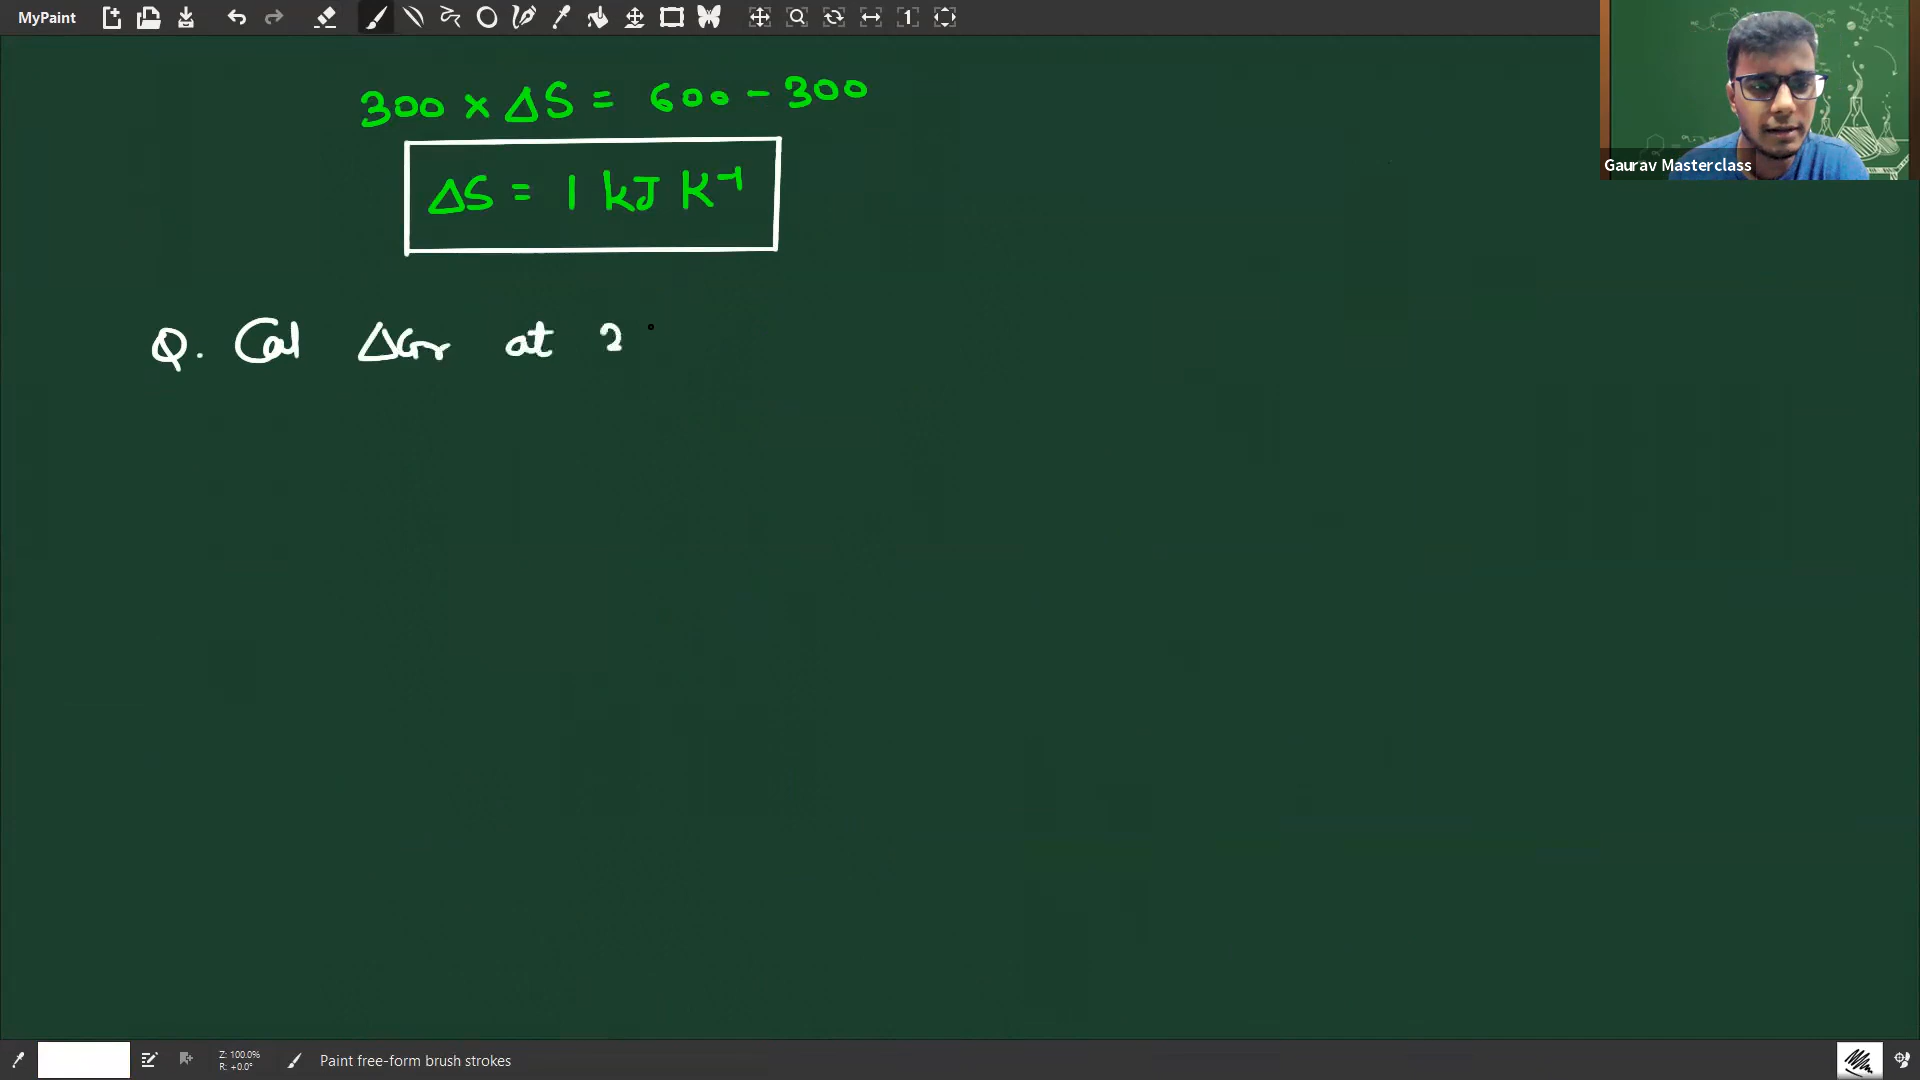 MyPaint
Gaurav Masterclass
300 × ΔS = 600 - 300
ΔS = 1 kJ K⁻¹
Q. Cal ΔGr at 2
Z: 100.0%
R: +0.0°
Paint free-form brush strokes